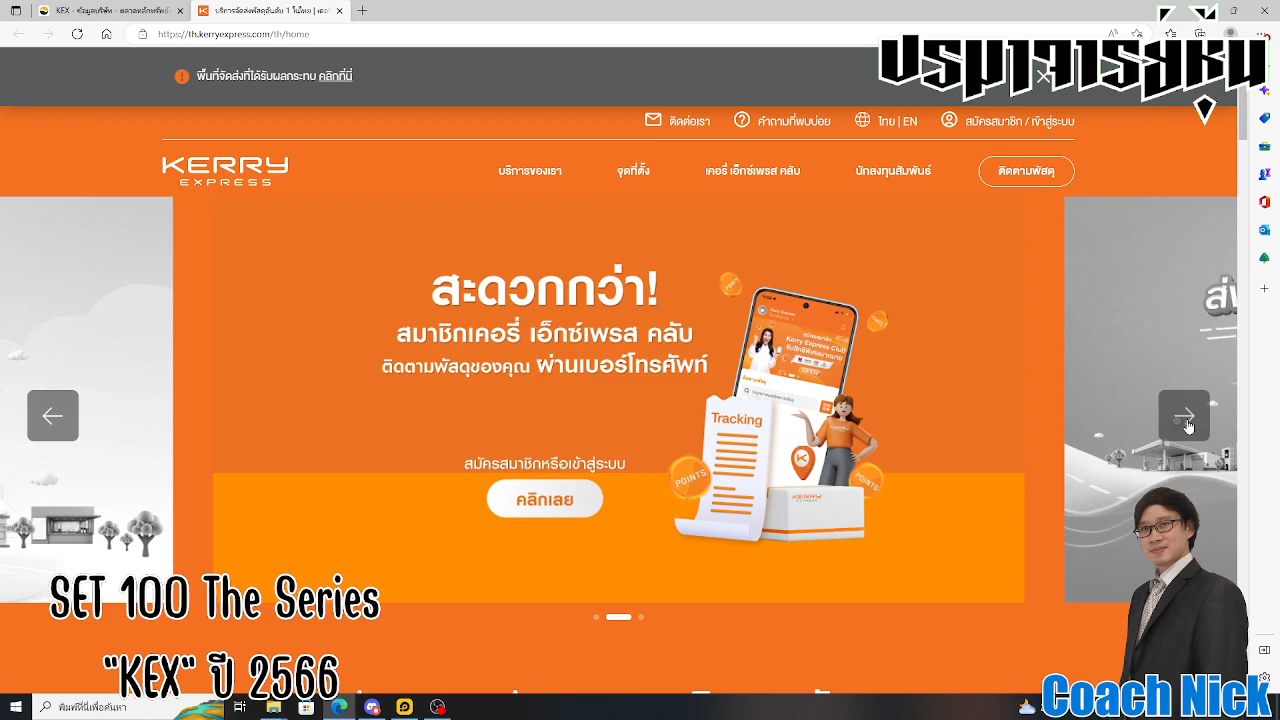 KEX - ข้อมูลบริษัท - ตลาดหลักทรัพย์
บริการส่งพัสดุด่วนอันดับ 1 ในไทย | เคอรี่
https://th.kerryexpress.com/th/home
ปรมาจารย์หุ้น
พื้นที่จัดส่งที่ได้รับผลกระทบ คลิกที่นี่
ติดต่อเรา
คำถามที่พบบ่อย
ไทย | EN
สมัครสมาชิก / เข้าสู่ระบบ
KERRY
EXPRESS
บริการของเรา
จุดที่ตั้ง
เคอรี่ เอ็กซ์เพรส คลับ
นักลงทุนสัมพันธ์
ติดตามพัสดุ
สะดวกกว่า!
สมาชิกเคอรี่ เอ็กซ์เพรส คลับ
ติดตามพัสดุของคุณ ผ่านเบอร์โทรศัพท์
Kerry Express Club
Tracking
POINTS
POINTS
KERRY
สมัครสมาชิกหรือเข้าสู่ระบบ
คลิกเลย
SET 100 The Series
"KEX" ปี 2566
พิมพ์ที่นี่เพื่อค้นหา
Coach Nick